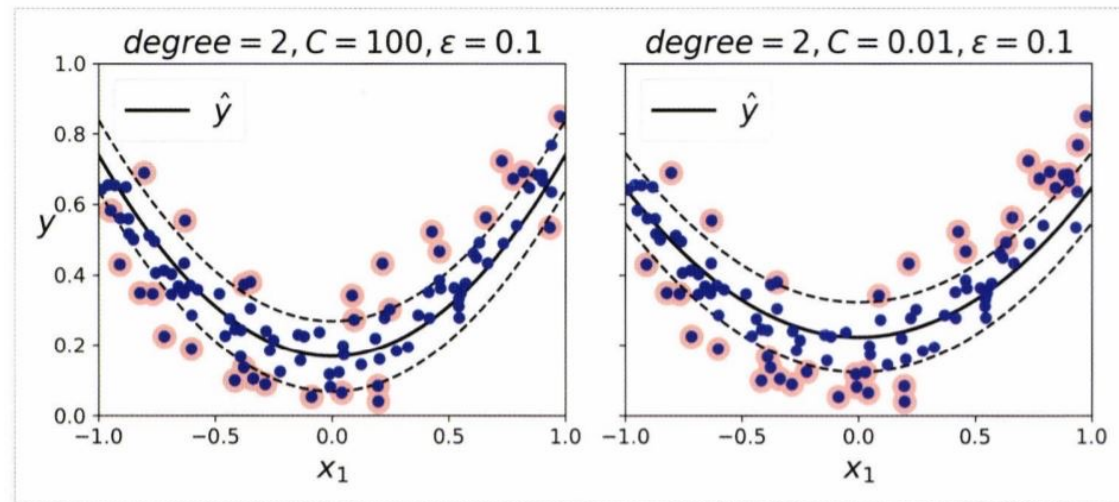 degree = 2, C = 100, ε = 0.1
ŷ
y
1.0
0.8
0.6
0.4
0.2
0.0
−1.0 −0.5 0.0 0.5 1.0
x₁
degree = 2, C = 0.01, ε = 0.1
ŷ
−1.0 −0.5 0.0 0.5 1.0
x₁